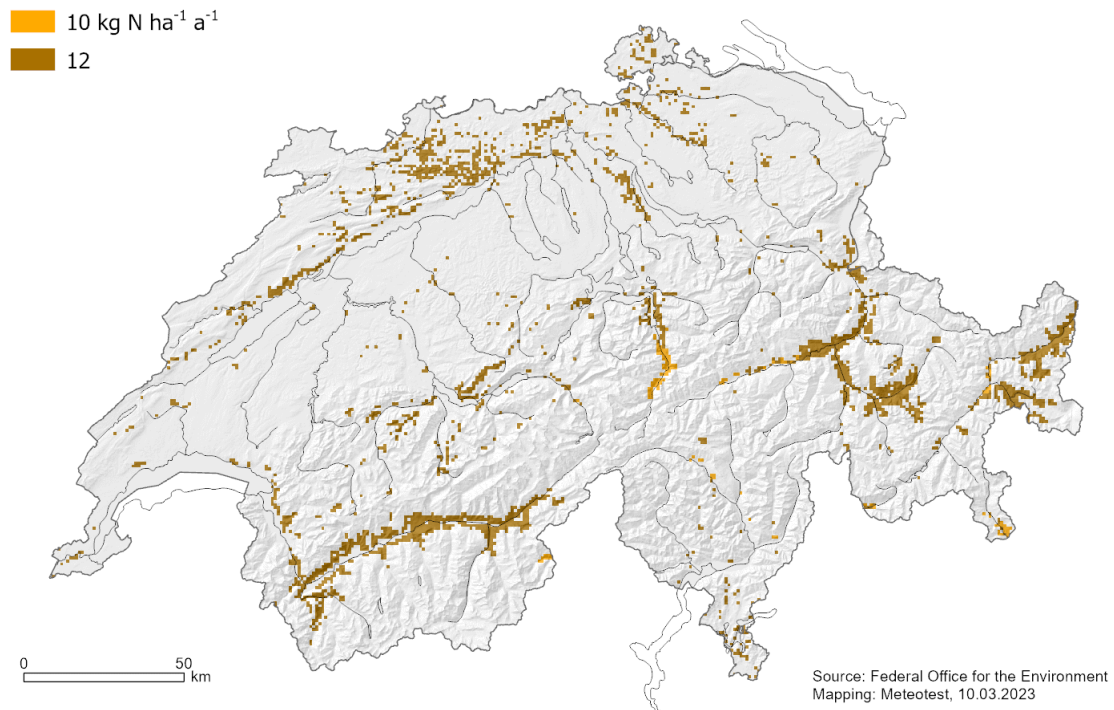 10 kg N ha⁻¹ a⁻¹
12
0 50
km
Source: Federal Office for the Environment
Mapping: Meteotest, 10.03.2023